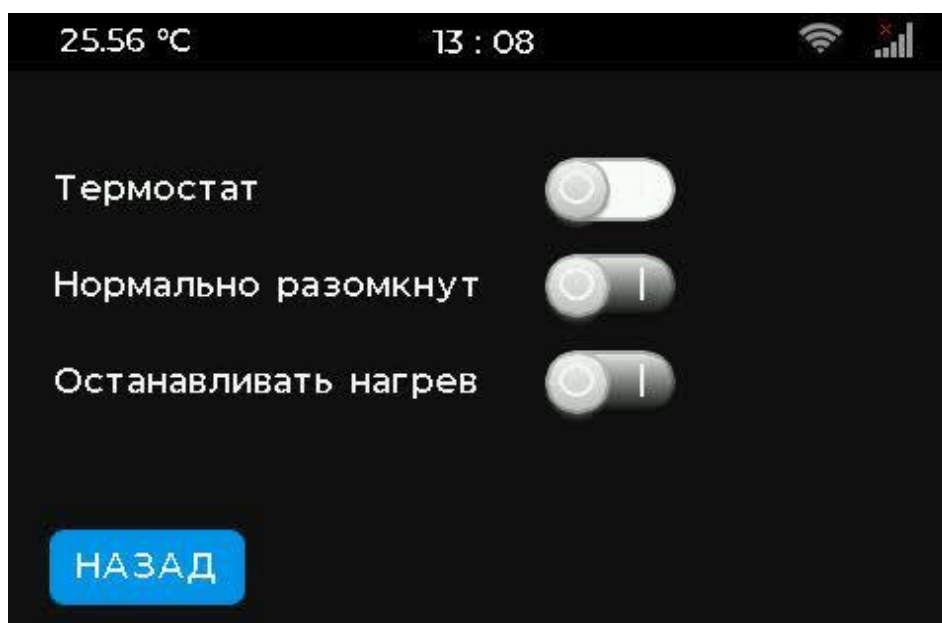 25.56 °C 13 : 08
Термостат
Нормально разомкнут
Останавливать нагрев
НАЗАД